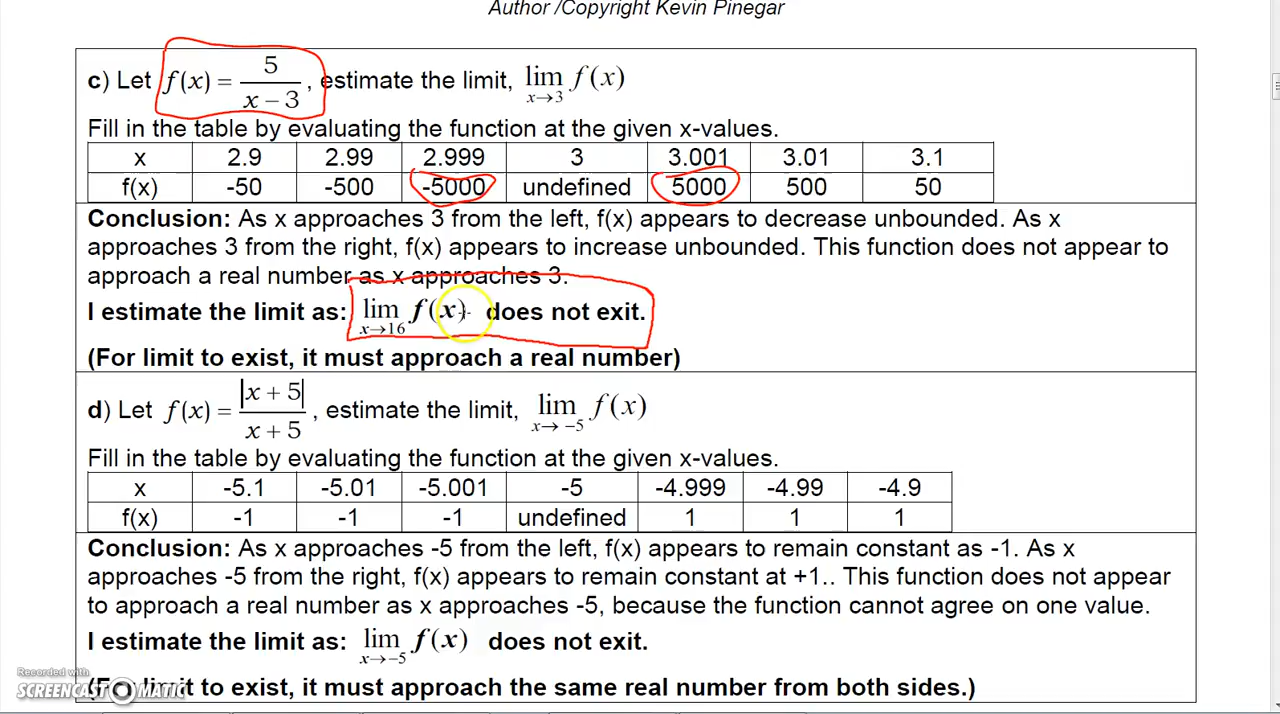 Author /Copyright Kevin Pinegar
c) Let f(x) = 5/(x − 3), estimate the limit, lim x→3 f(x)
Fill in the table by evaluating the function at the given x-values.
x 2.9 2.99 2.999 3 3.001 3.01 3.1
f(x) -50 -500 -5000 undefined 5000 500 50
Conclusion: As x approaches 3 from the left, f(x) appears to decrease unbounded. As x
approaches 3 from the right, f(x) appears to increase unbounded. This function does not appear to
approach a real number as x approaches 3.
I estimate the limit as: lim x→16 f(x) does not exit.
(For limit to exist, it must approach a real number)
d) Let f(x) = |x + 5|/(x + 5), estimate the limit, lim x→ −5 f(x)
Fill in the table by evaluating the function at the given x-values.
x -5.1 -5.01 -5.001 -5 -4.999 -4.99 -4.9
f(x) -1 -1 -1 undefined 1 1 1
Conclusion: As x approaches -5 from the left, f(x) appears to remain constant as -1. As x
approaches -5 from the right, f(x) appears to remain constant at +1.. This function does not appear
to approach a real number as x approaches -5, because the function cannot agree on one value.
I estimate the limit as: lim x→−5 f(x) does not exit.
(For limit to exist, it must approach the same real number from both sides.)
Recorded with
SCREENCAST-O-MATIC